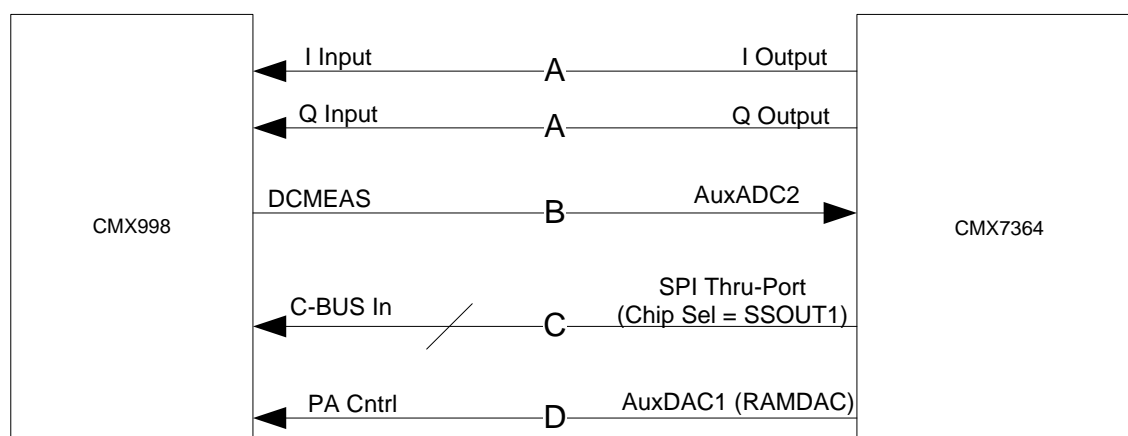 I Input A I Output
Q Input A Q Output
DCMEAS B AuxADC2
CMX998 CMX7364
SPI Thru-Port
C-BUS In C (Chip Sel = SSOUT1)
PA Cntrl D AuxDAC1 (RAMDAC)